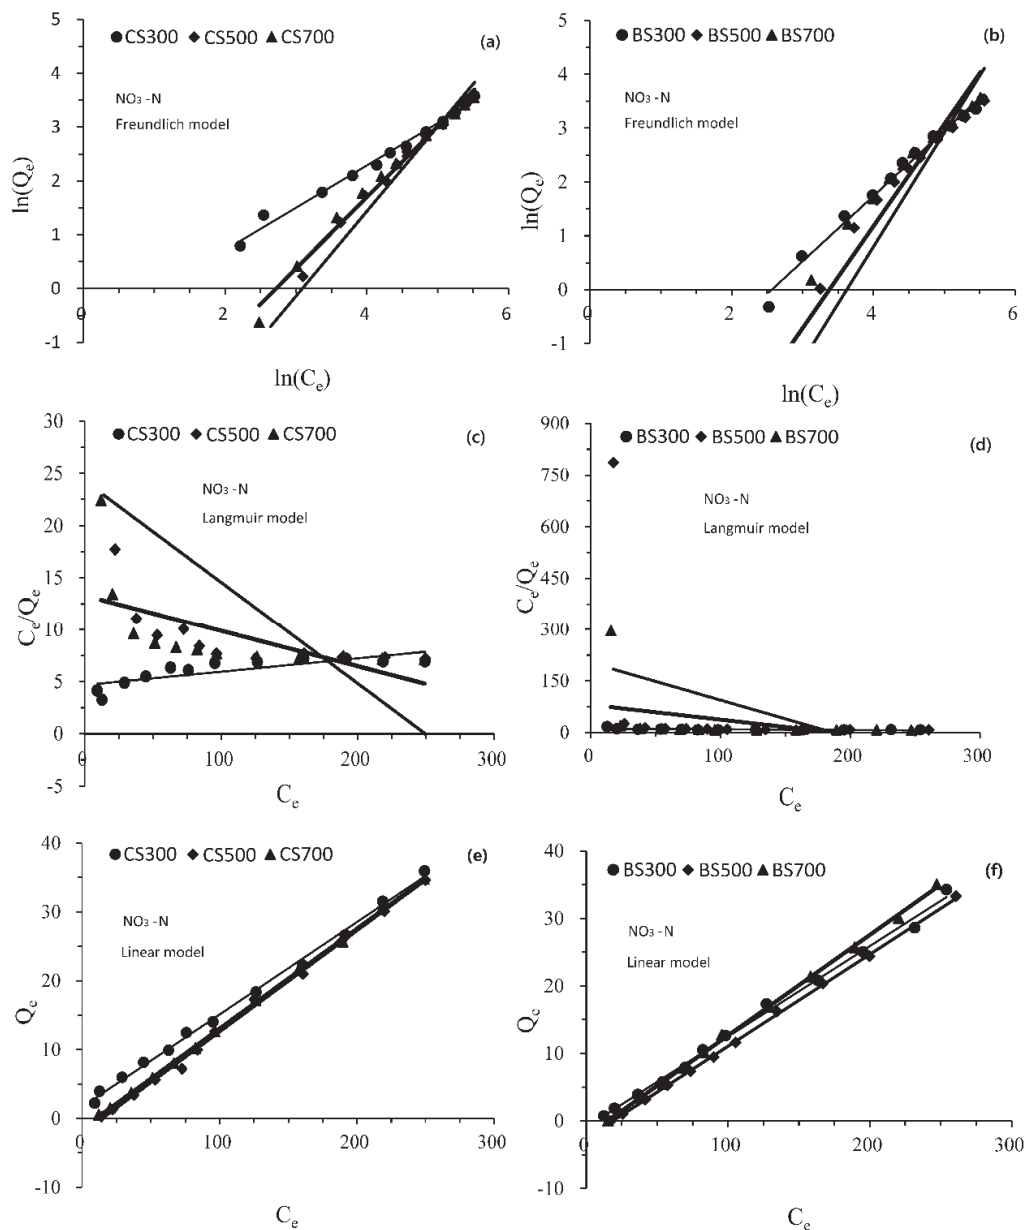 CS300 CS500 CS700
(a)
NO₃ -N
Freundlich model
5
4
3
2
1
0
-1
0
2
4
6
ln(Qₑ)
ln(Cₑ)
BS300 BS500 BS700
(b)
NO₃ -N
Freundlich model
5
4
3
2
1
0
-1
0
2
4
6
ln(Qₑ)
ln(Cₑ)
CS300 CS500 CS700
(c)
NO₃ -N
Langmuir model
30
25
20
15
10
5
0
-5
0
100
200
300
Cₑ/Qₑ
Cₑ
BS300 BS500 BS700
(d)
NO₃ -N
Langmuir model
900
750
600
450
300
150
0
0
100
200
300
Cₑ/Qₑ
Cₑ
CS300 CS500 CS700
(e)
NO₃ -N
Linear model
40
30
20
10
0
-10
0
100
200
300
Qₑ
Cₑ
BS300 BS500 BS700
(f)
NO₃ -N
Linear model
40
30
20
10
0
-10
0
100
200
300
Qₑ
Cₑ